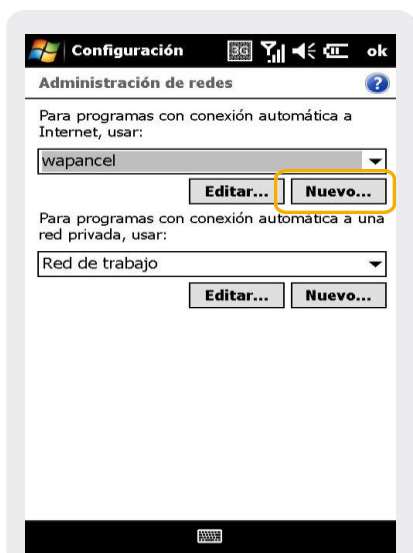 Configuración 3G ok
Administración de redes ?
Para programas con conexión automática a
Internet, usar:
wapancel
Editar... Nuevo...
Para programas con conexión automática a una
red privada, usar:
Red de trabajo
Editar... Nuevo...